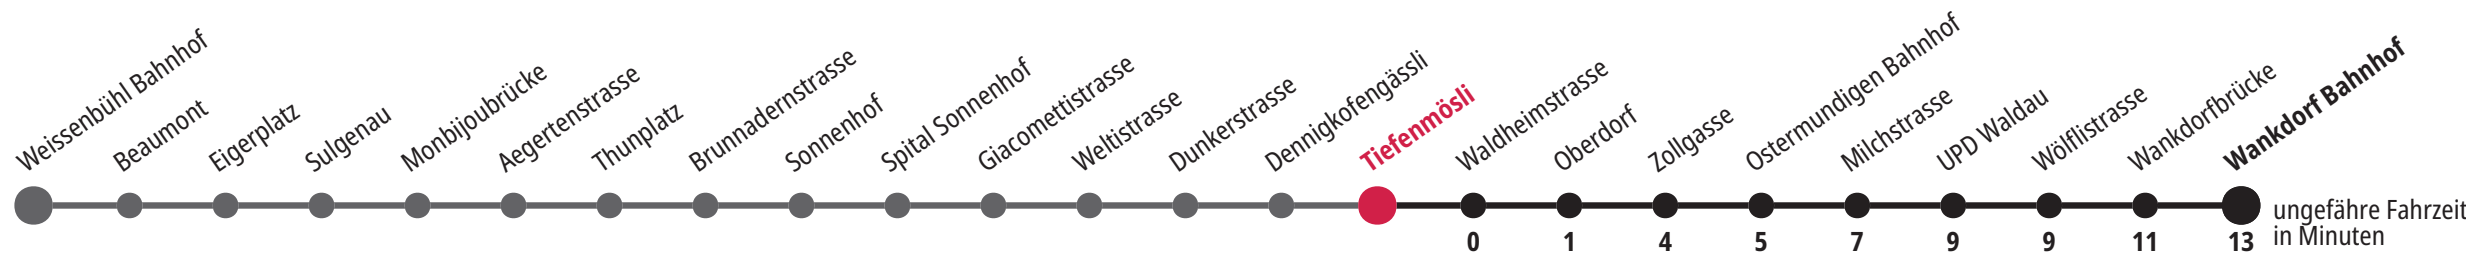 Weissenbühl Bahnhof
Beaumont
Eigerplatz
Sulgenau
Monbijoubrücke
Aegertenstrasse
Thunplatz
Brunnadernstrasse
Sonnenhof
Spital Sonnenhof
Giacomettistrasse
Weltistrasse
Dunkerstrasse
Dennigkofengässli
Tiefenmösli
Waldheimstrasse
Oberdorf
Zollgasse
Ostermundigen Bahnhof
Milchstrasse
UPD Waldau
Wölflistrasse
Wankdorfbrücke
Wankdorf Bahnhof
0 1 4 5 7 9 9 11 13
ungefähre Fahrzeit
in Minuten